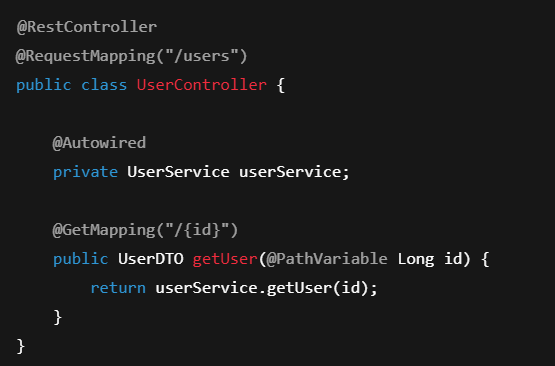 @RestController
@RequestMapping("/users")
public class UserController {
@Autowired
private UserService userService;
@GetMapping("/{id}")
public UserDTO getUser(@PathVariable Long id) {
return userService.getUser(id);
}
}